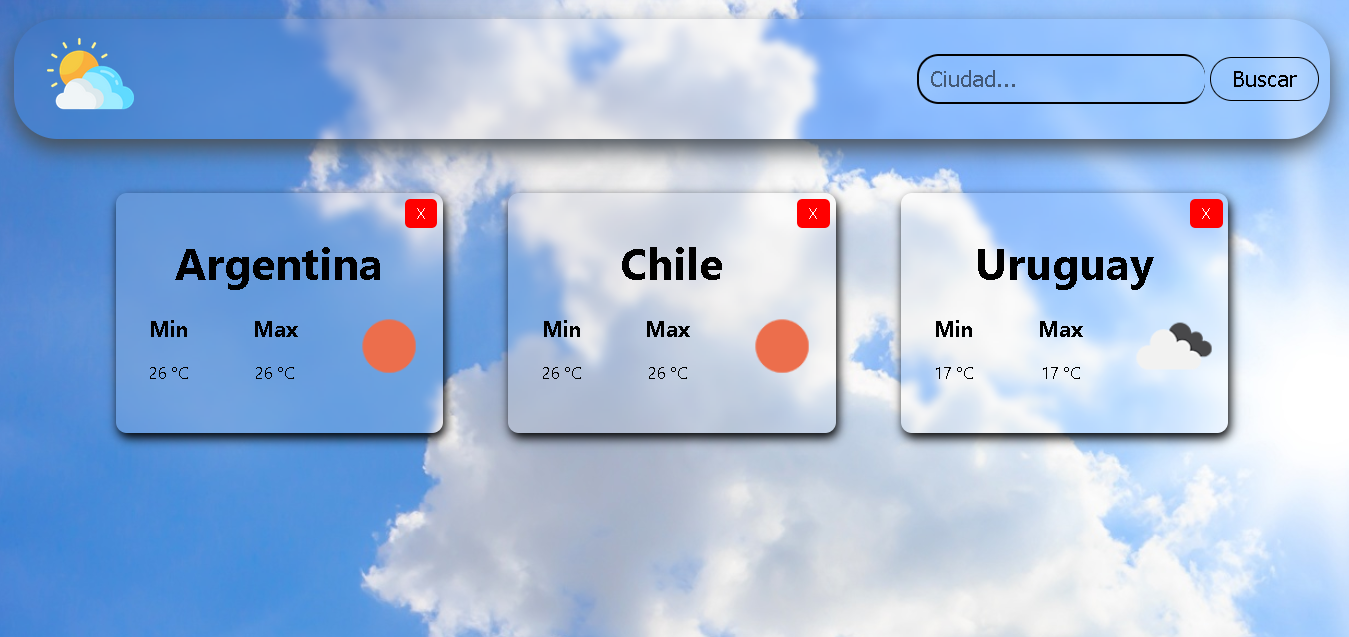 Ciudad...
Buscar
X
Argentina
Min Max
26 °C 26 °C
X
Chile
Min Max
26 °C 26 °C
X
Uruguay
Min Max
17 °C 17 °C